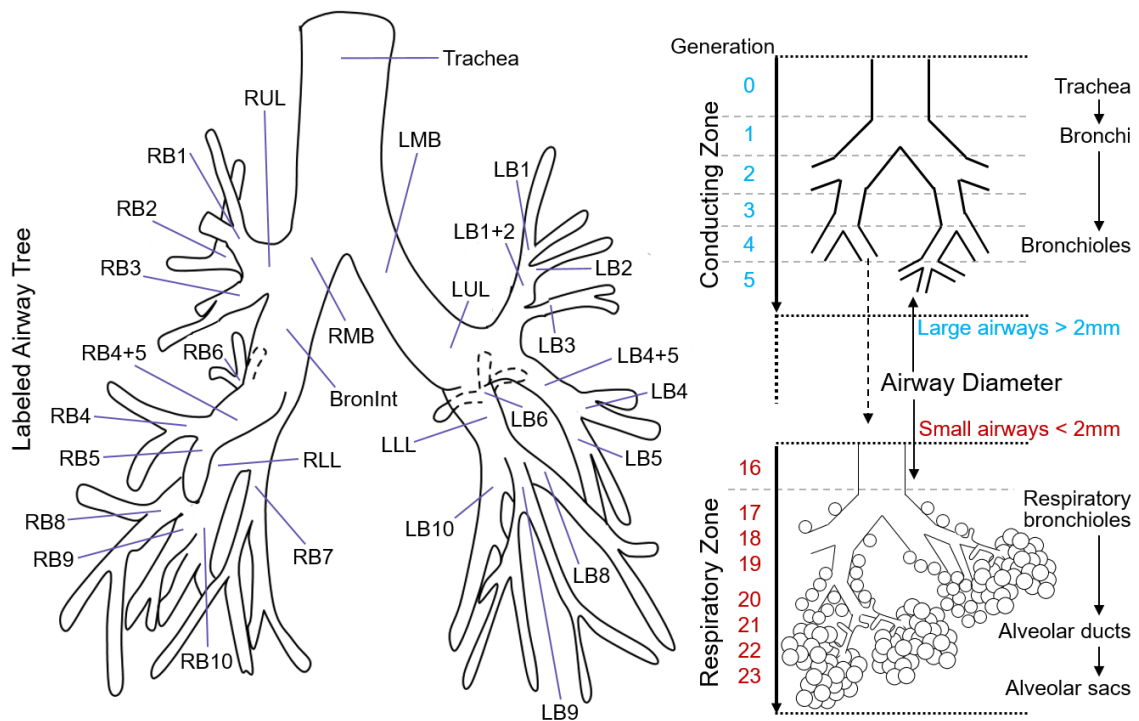 Labeled Airway Tree
Trachea
RUL
LMB
RB1
LB1
RB2
LB1+2
RB3
LB2
LUL
RB4+5
RB6
RMB
LB3
LB4+5
BronInt
LB4
RB4
LB6
LLL
RB5
RLL
LB5
RB8
LB10
RB9
RB7
LB8
RB10
LB9
Generation
Conducting Zone
0
1
2
3
4
5
Trachea
Bronchi
Bronchioles
Large airways > 2mm
Airway Diameter
Small airways < 2mm
Respiratory Zone
16
17
18
19
20
21
22
23
Respiratory
bronchioles
Alveolar ducts
Alveolar sacs